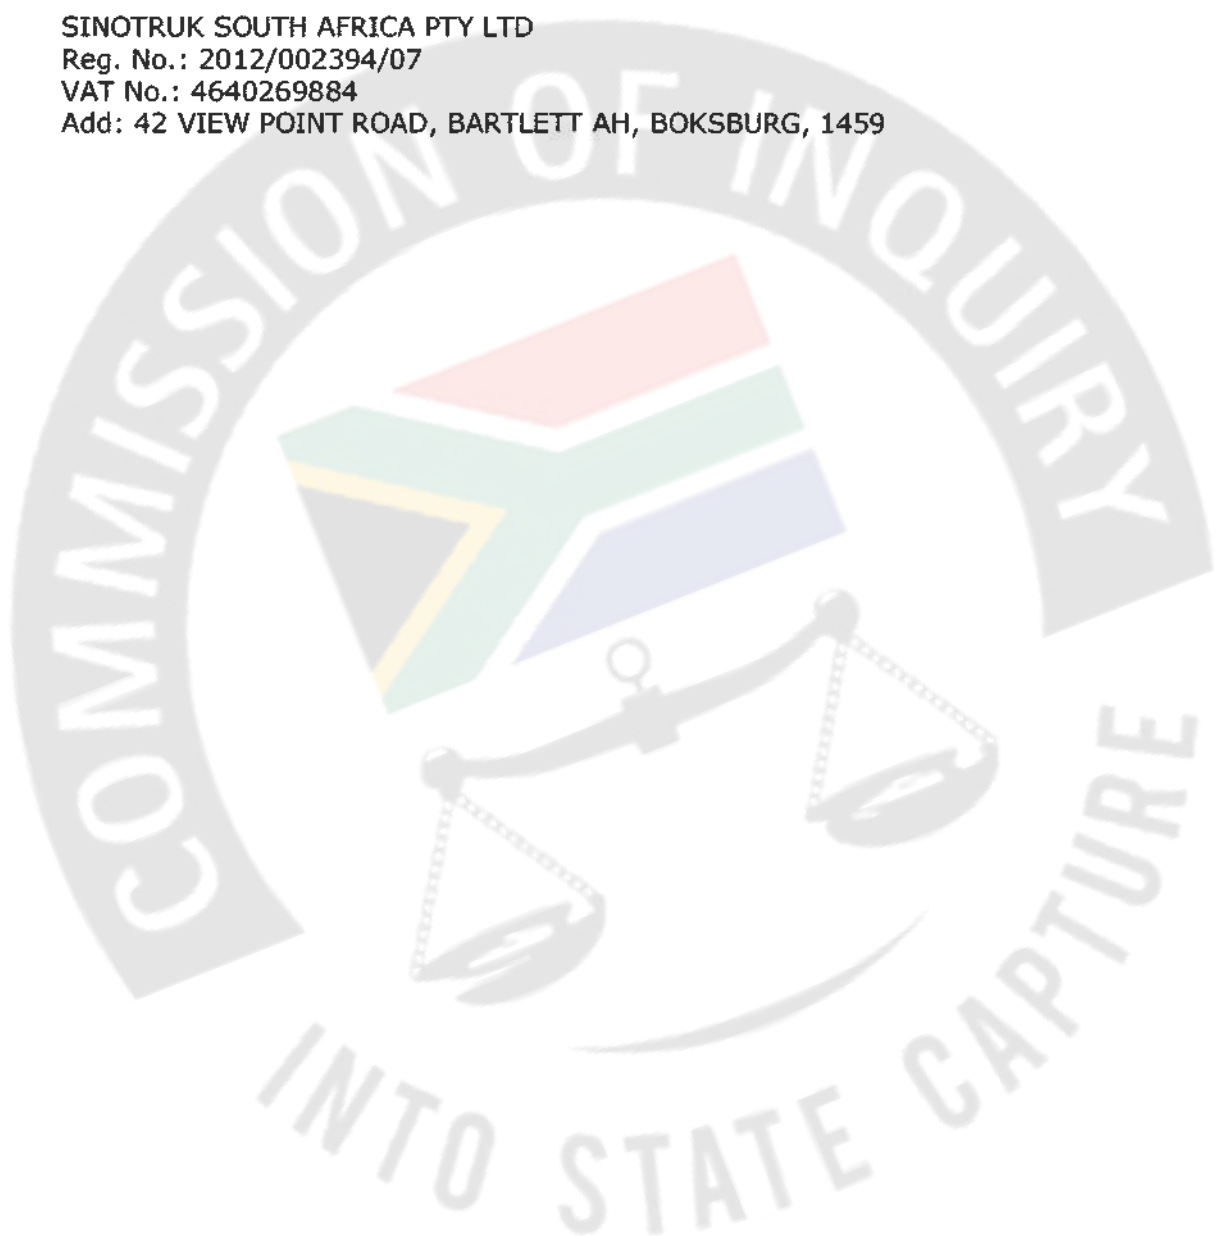 SINOTRUK SOUTH AFRICA PTY LTD
Reg. No.: 2012/002394/07
VAT No.: 4640269884
Add: 42 VIEW POINT ROAD, BARTLETT AH, BOKSBURG, 1459
COMMISSION OF INQUIRY
INTO STATE CAPTURE